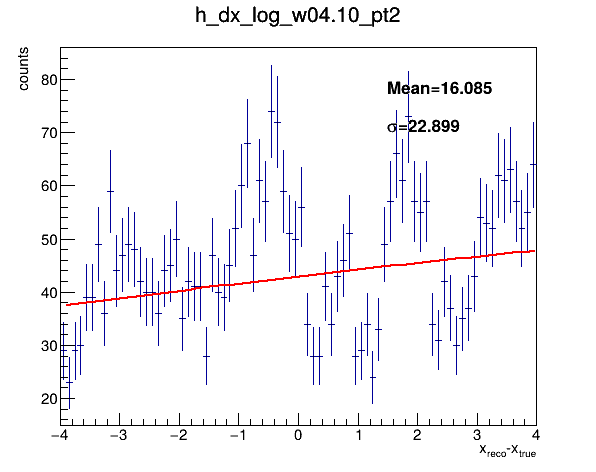 h_dx_log_w04.10_pt2
counts
Mean=16.085
σ=22.899
80
70
60
50
40
30
20
−4 −3 −2 −1 0 1 2 3 4
x_reco-x_true